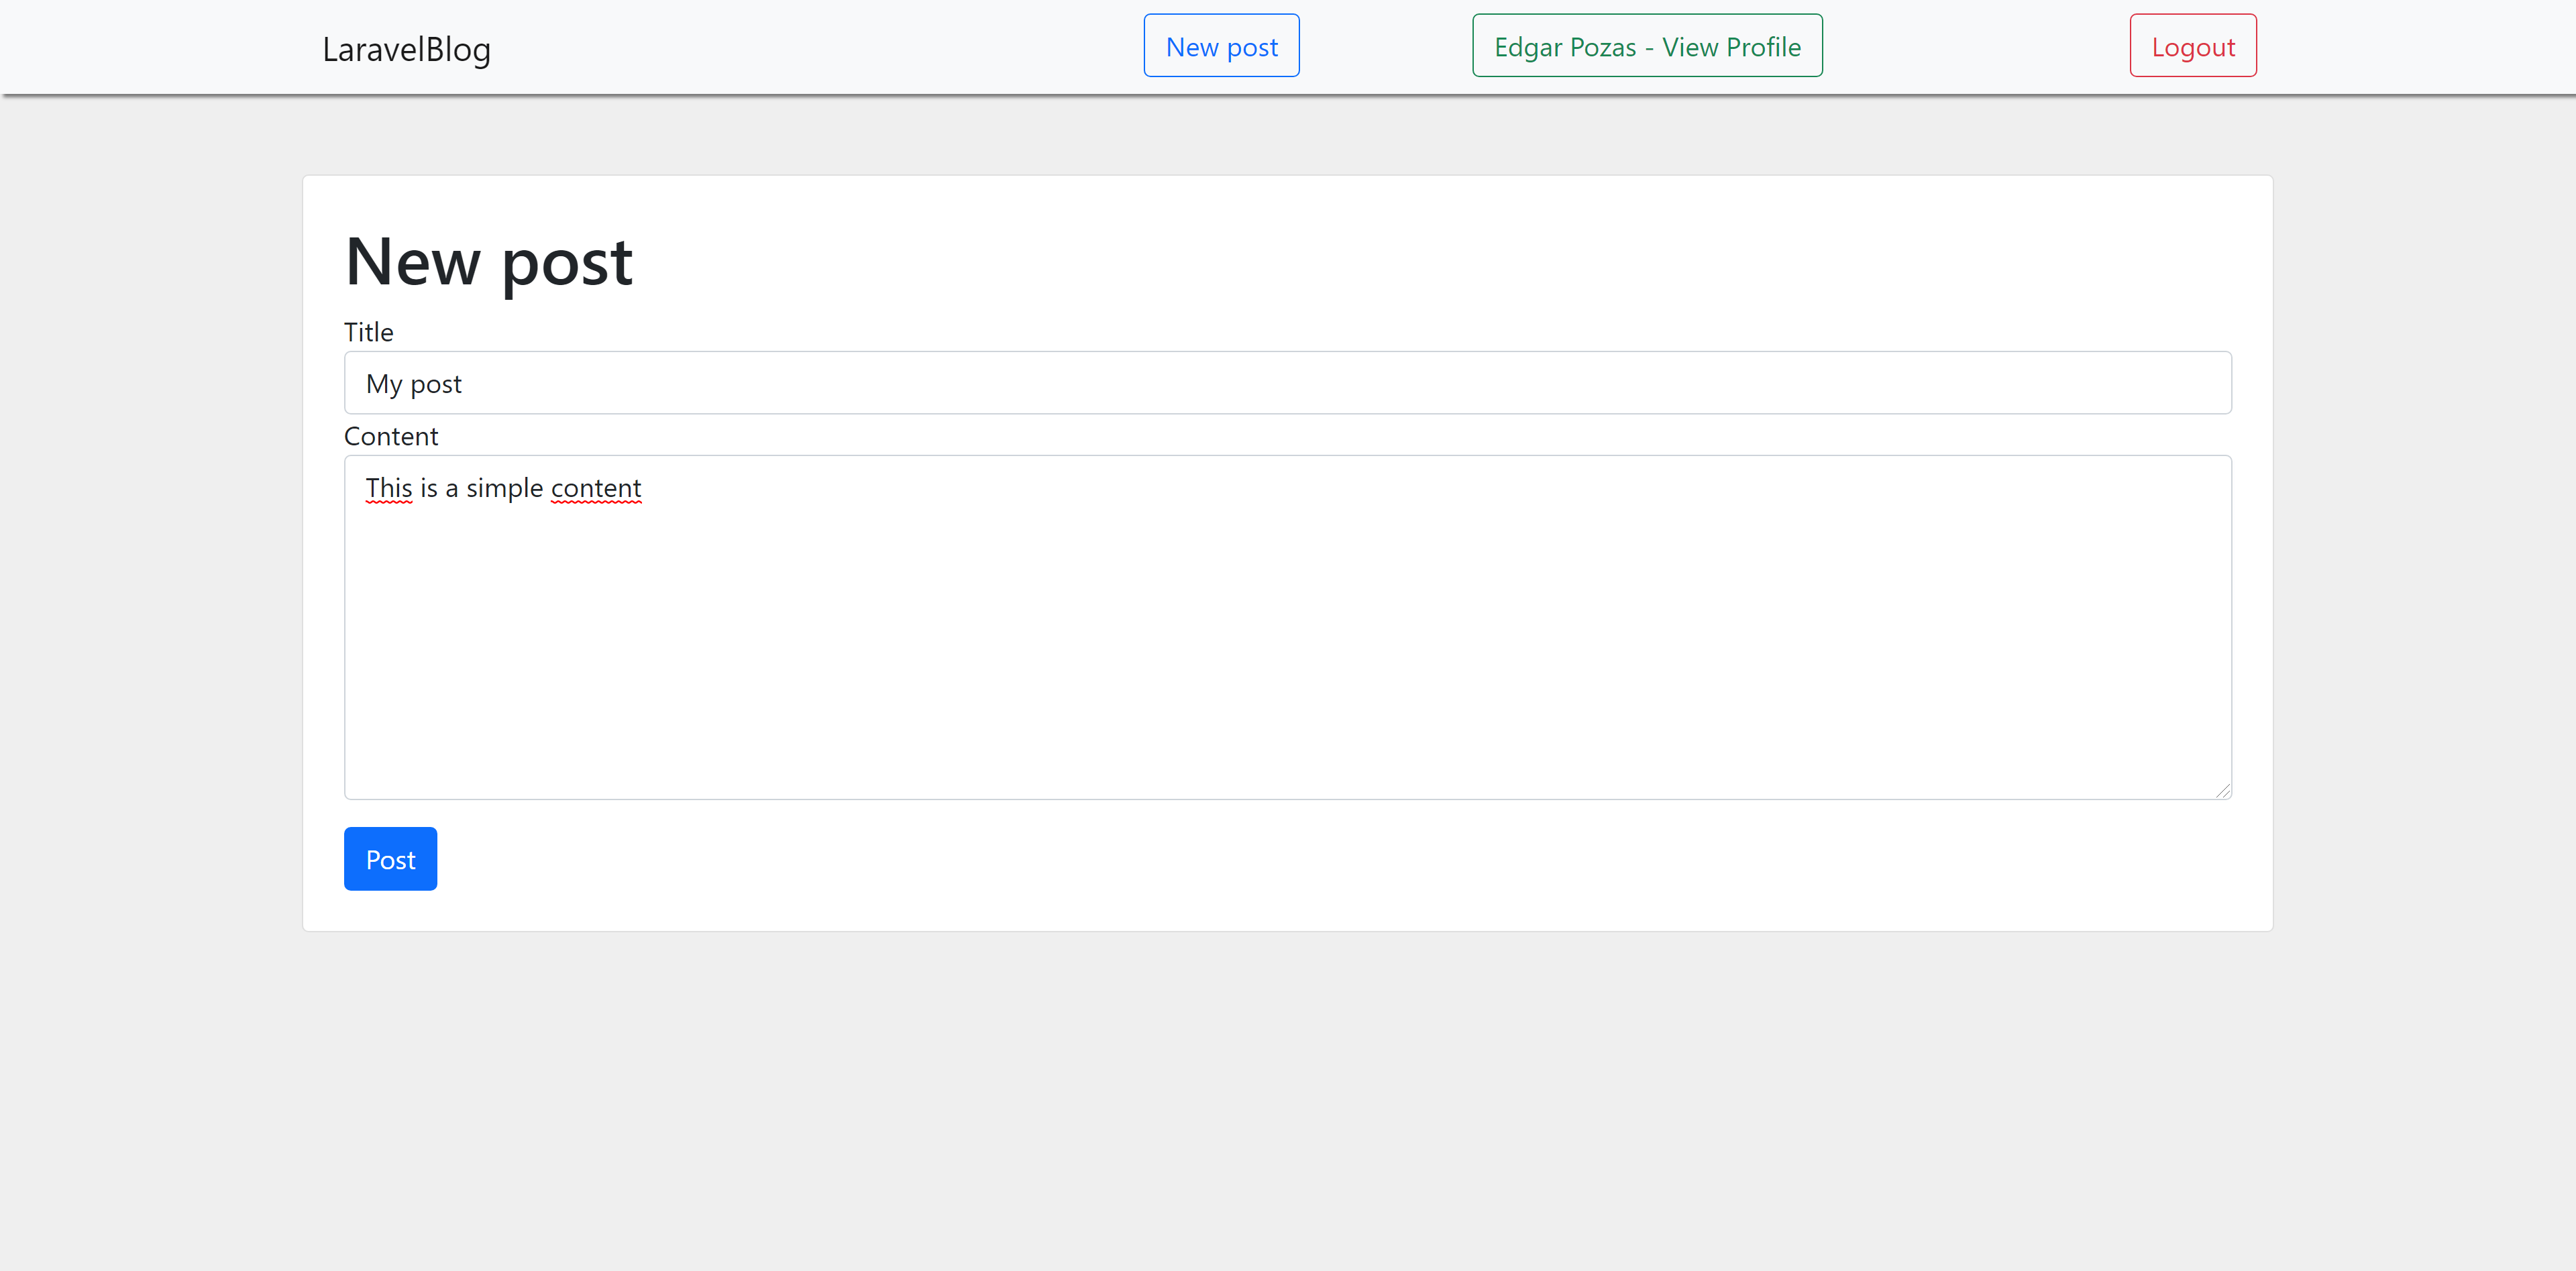 LaravelBlog
New post
Edgar Pozas - View Profile
Logout
New post
Title
My post
Content
This is a simple content
Post